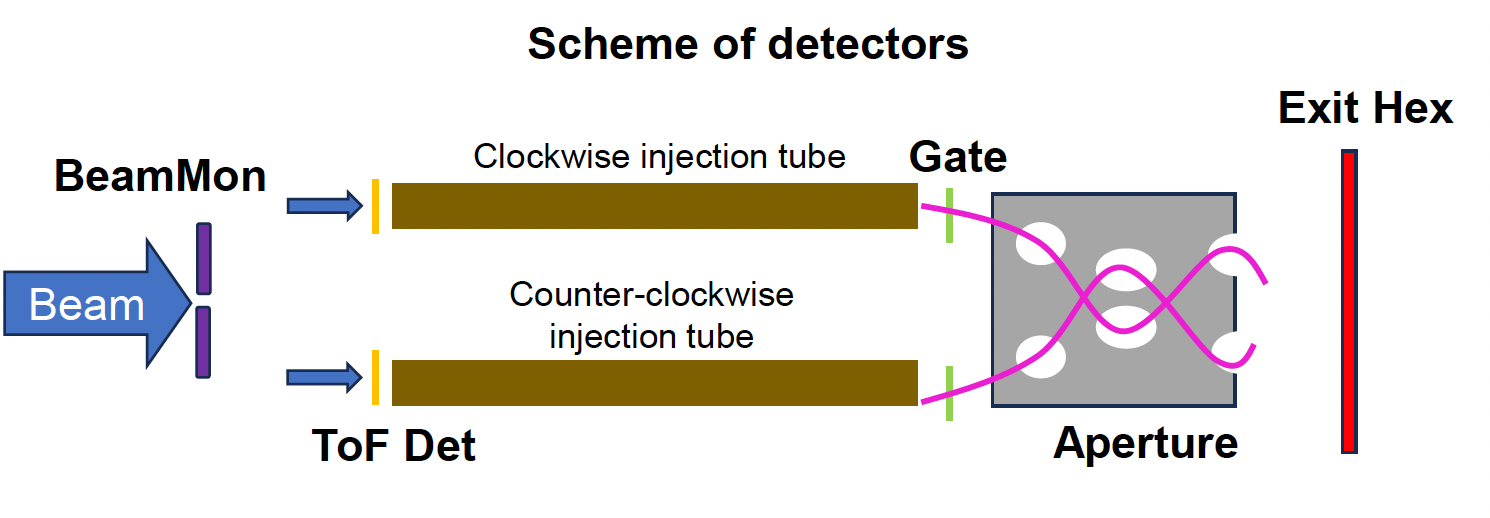 Scheme of detectors
Exit Hex
Clockwise injection tube
Gate
BeamMon
Beam
Counter-clockwise
injection tube
ToF Det
Aperture